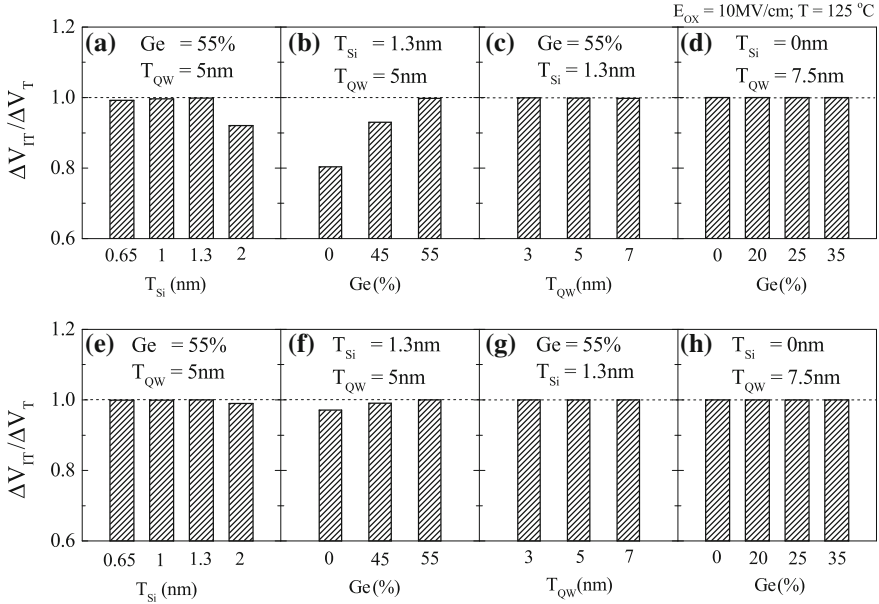 E_OX = 10MV/cm; T = 125 °C
(a) Ge = 55%
T_QW = 5nm
(b) T_Si = 1.3nm
T_QW = 5nm
(c) Ge = 55%
T_Si = 1.3nm
(d) T_Si = 0nm
T_QW = 7.5nm
ΔV_IT/ΔV_T
1.2
1.0
0.8
0.6
0.65 1 1.3 2
0 45 55
3 5 7
0 20 25 35
T_Si (nm)
Ge(%)
T_QW(nm)
Ge(%)
(e) Ge = 55%
T_QW = 5nm
(f) T_Si = 1.3nm
T_QW = 5nm
(g) Ge = 55%
T_Si = 1.3nm
(h) T_Si = 0nm
T_QW = 7.5nm
ΔV_IT/ΔV_T
1.2
1.0
0.8
0.6
0.65 1 1.3 2
0 45 55
3 5 7
0 20 25 35
T_Si (nm)
Ge(%)
T_QW(nm)
Ge(%)